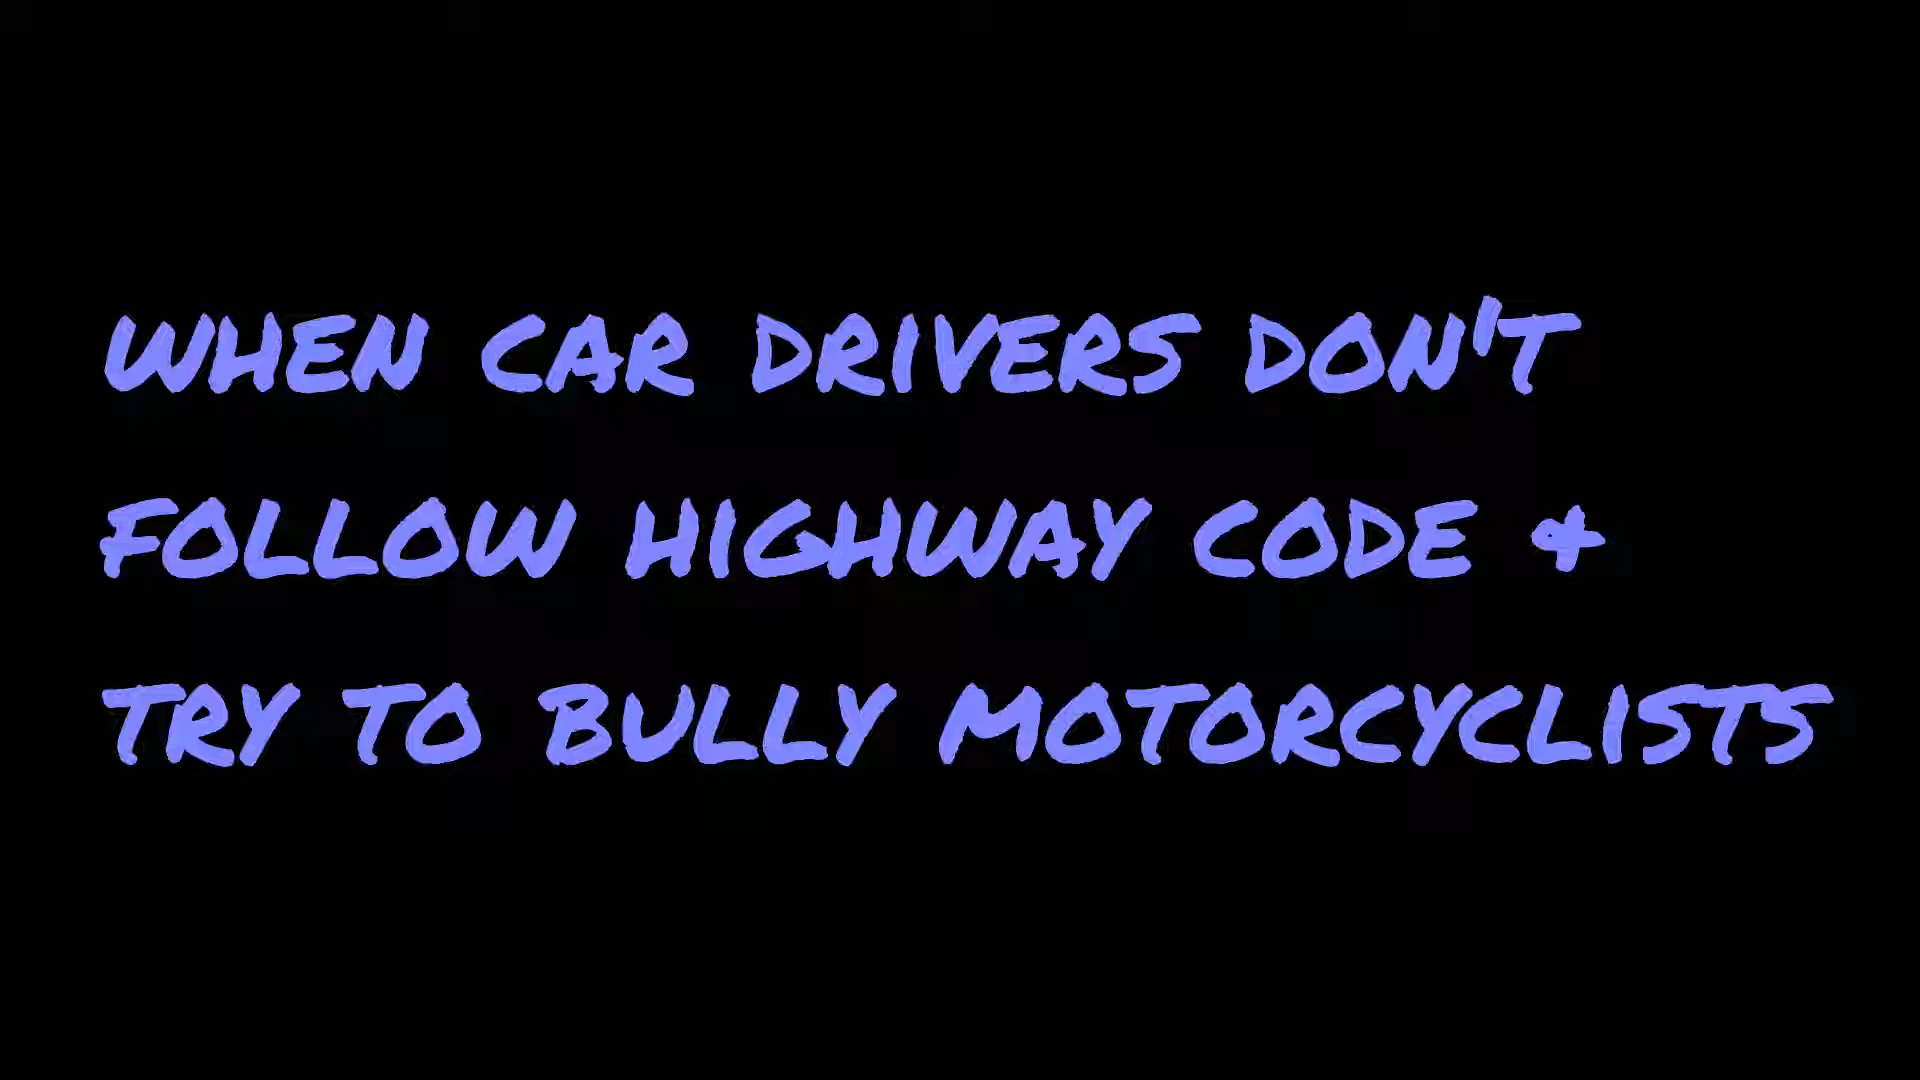 WHEN CAR DRIVERS DON'T
FOLLOW HIGHWAY CODE &
TRY TO BULLY MOTORCYCLISTS